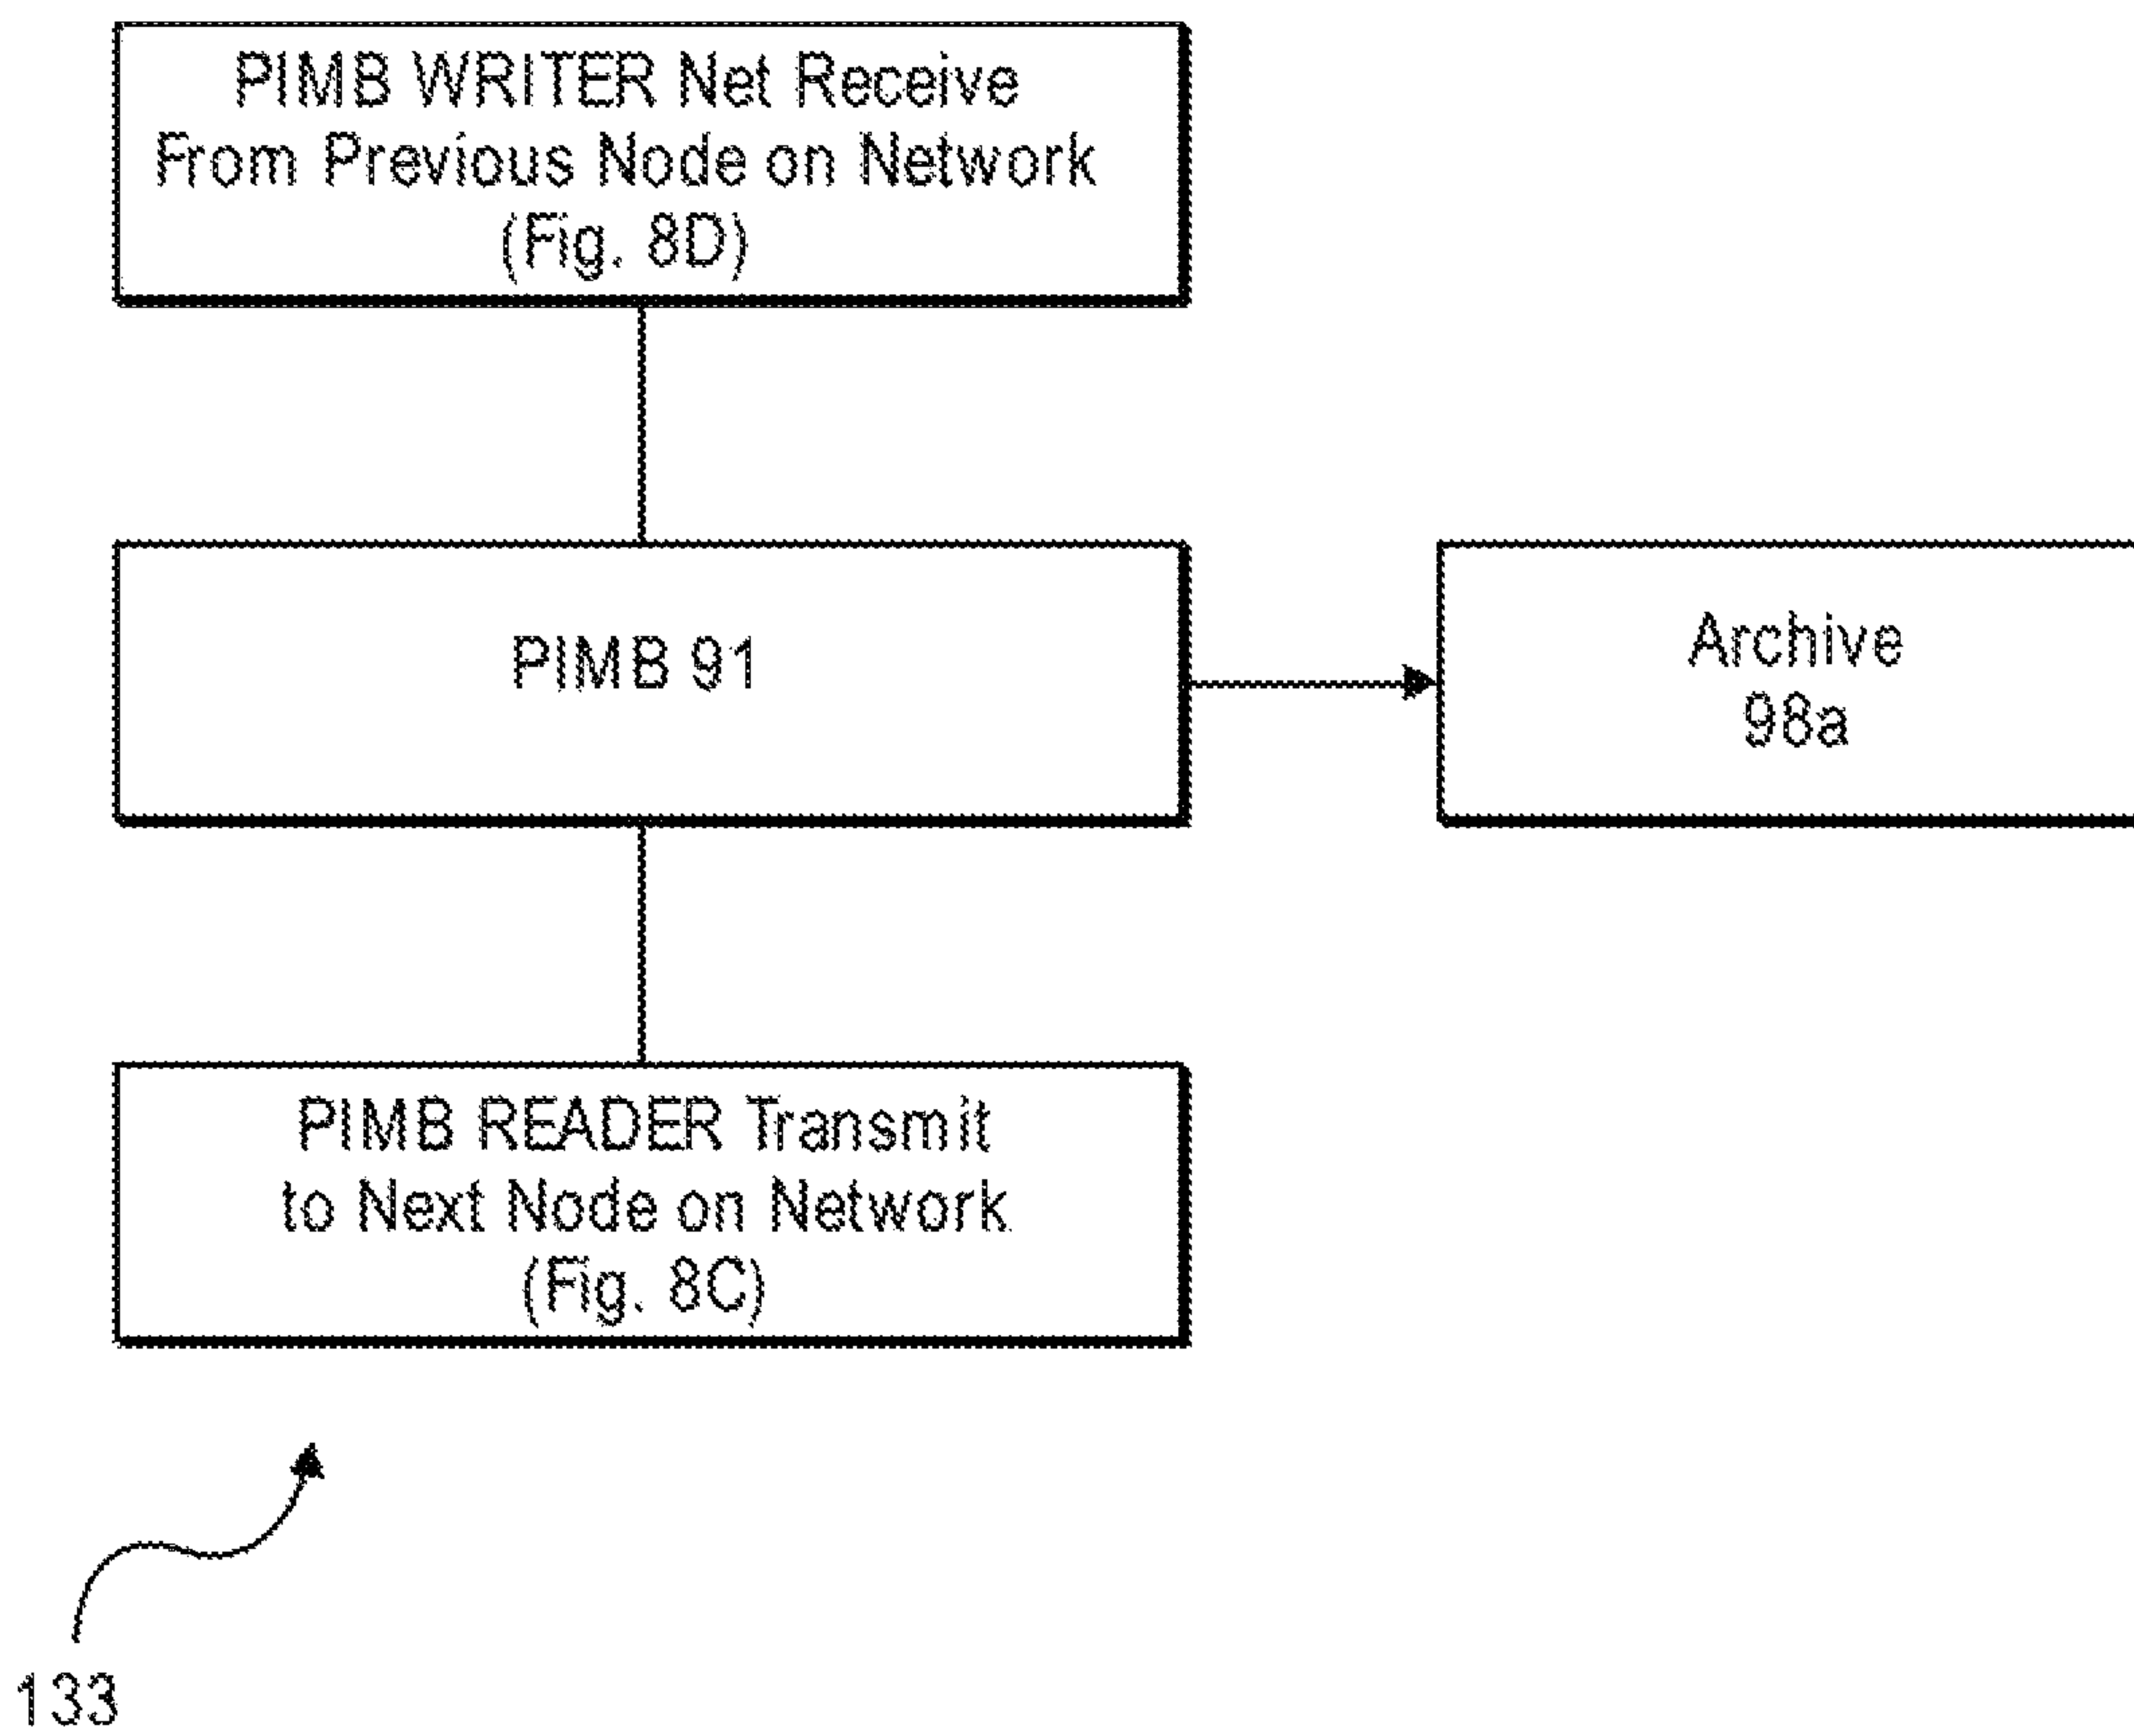 PIMB WRITER Net Receive
From Previous Node on Network
(Fig. 8D)
PIMB 91
Archive
98a
PIMB READER Transmit
to Next Node on Network
(Fig. 8C)
133